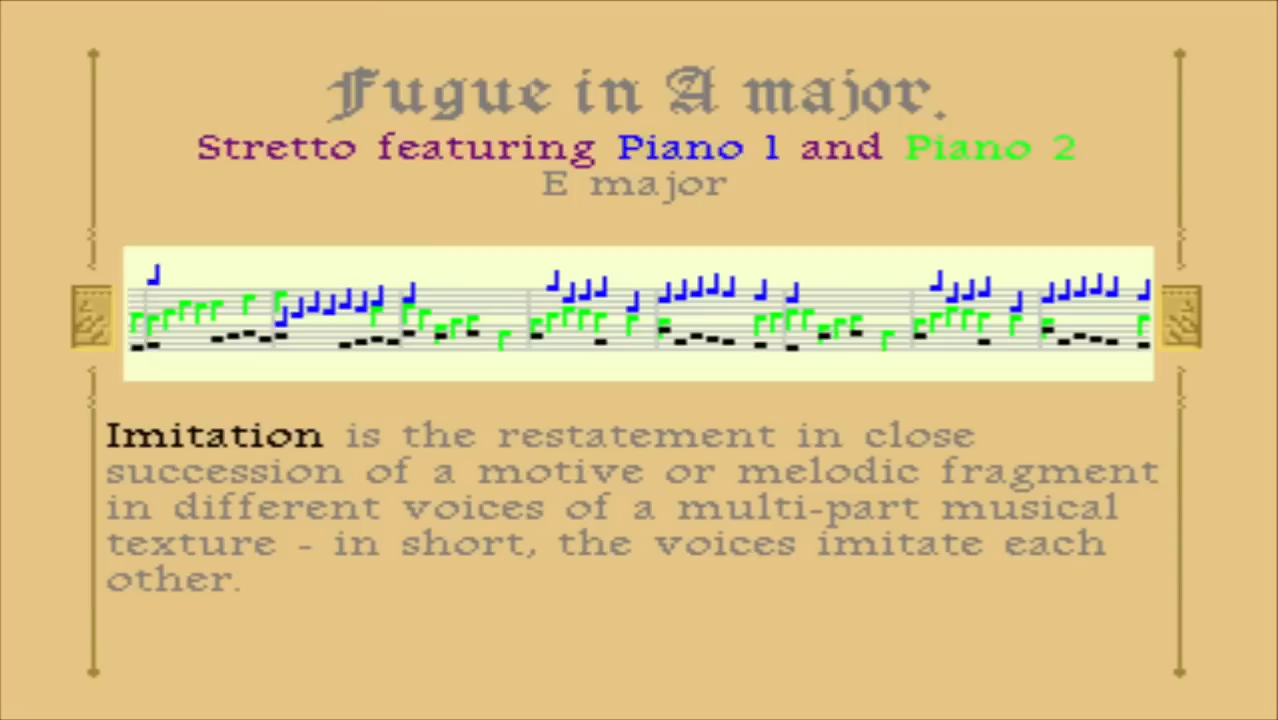 Fugue in A major.
Stretto featuring Piano 1 and Piano 2
E major
Imitation is the restatement in close
succession of a motive or melodic fragment
in different voices of a multi-part musical
texture - in short, the voices imitate each
other.